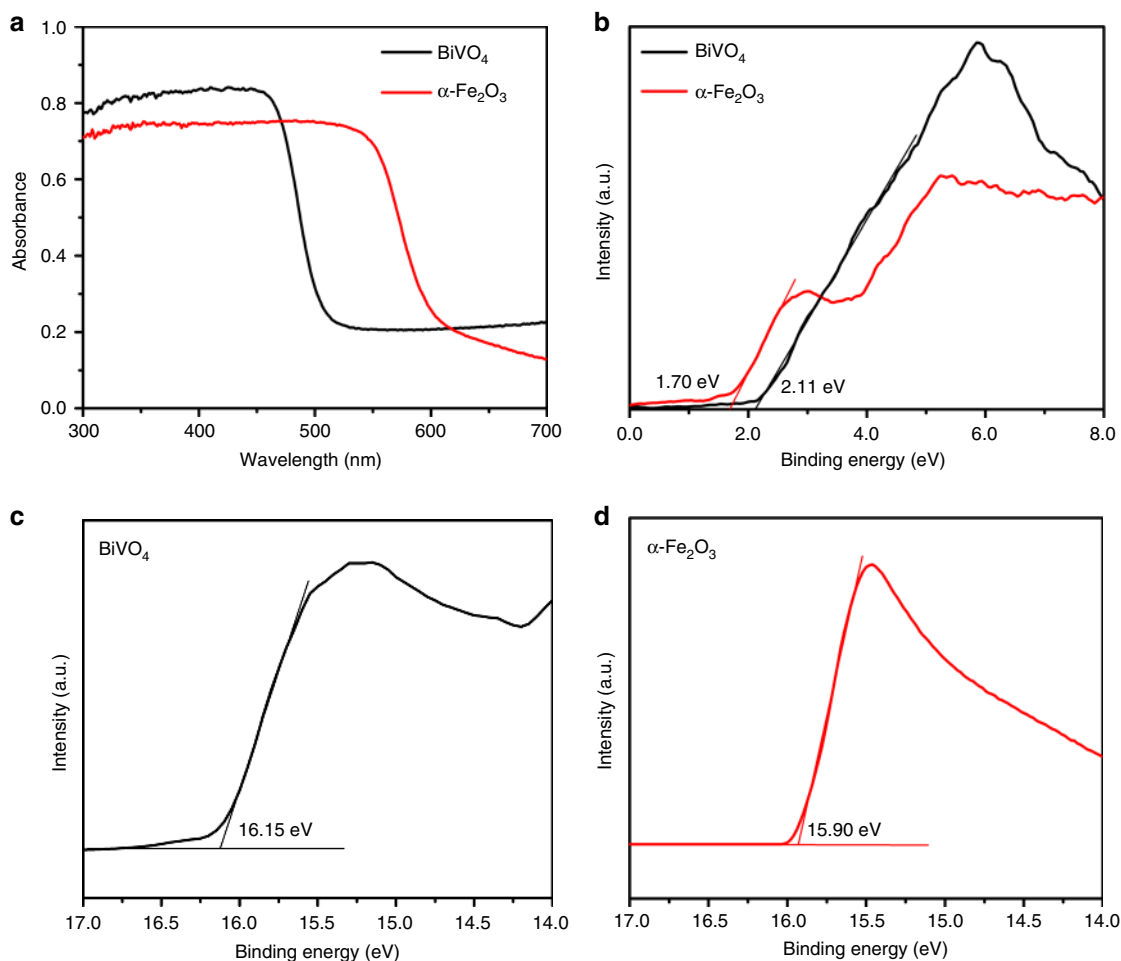 a
1.0
0.8
0.6
0.4
0.2
0.0
Absorbance
BiVO₄
α-Fe₂O₃
300
400
500
600
700
Wavelength (nm)
b
BiVO₄
α-Fe₂O₃
Intensity (a.u.)
1.70 eV
2.11 eV
0.0
2.0
4.0
6.0
8.0
Binding energy (eV)
c
BiVO₄
Intensity (a.u.)
16.15 eV
17.0
16.5
16.0
15.5
15.0
14.5
14.0
Binding energy (eV)
d
α-Fe₂O₃
Intensity (a.u.)
15.90 eV
17.0
16.5
16.0
15.5
15.0
14.5
14.0
Binding energy (eV)